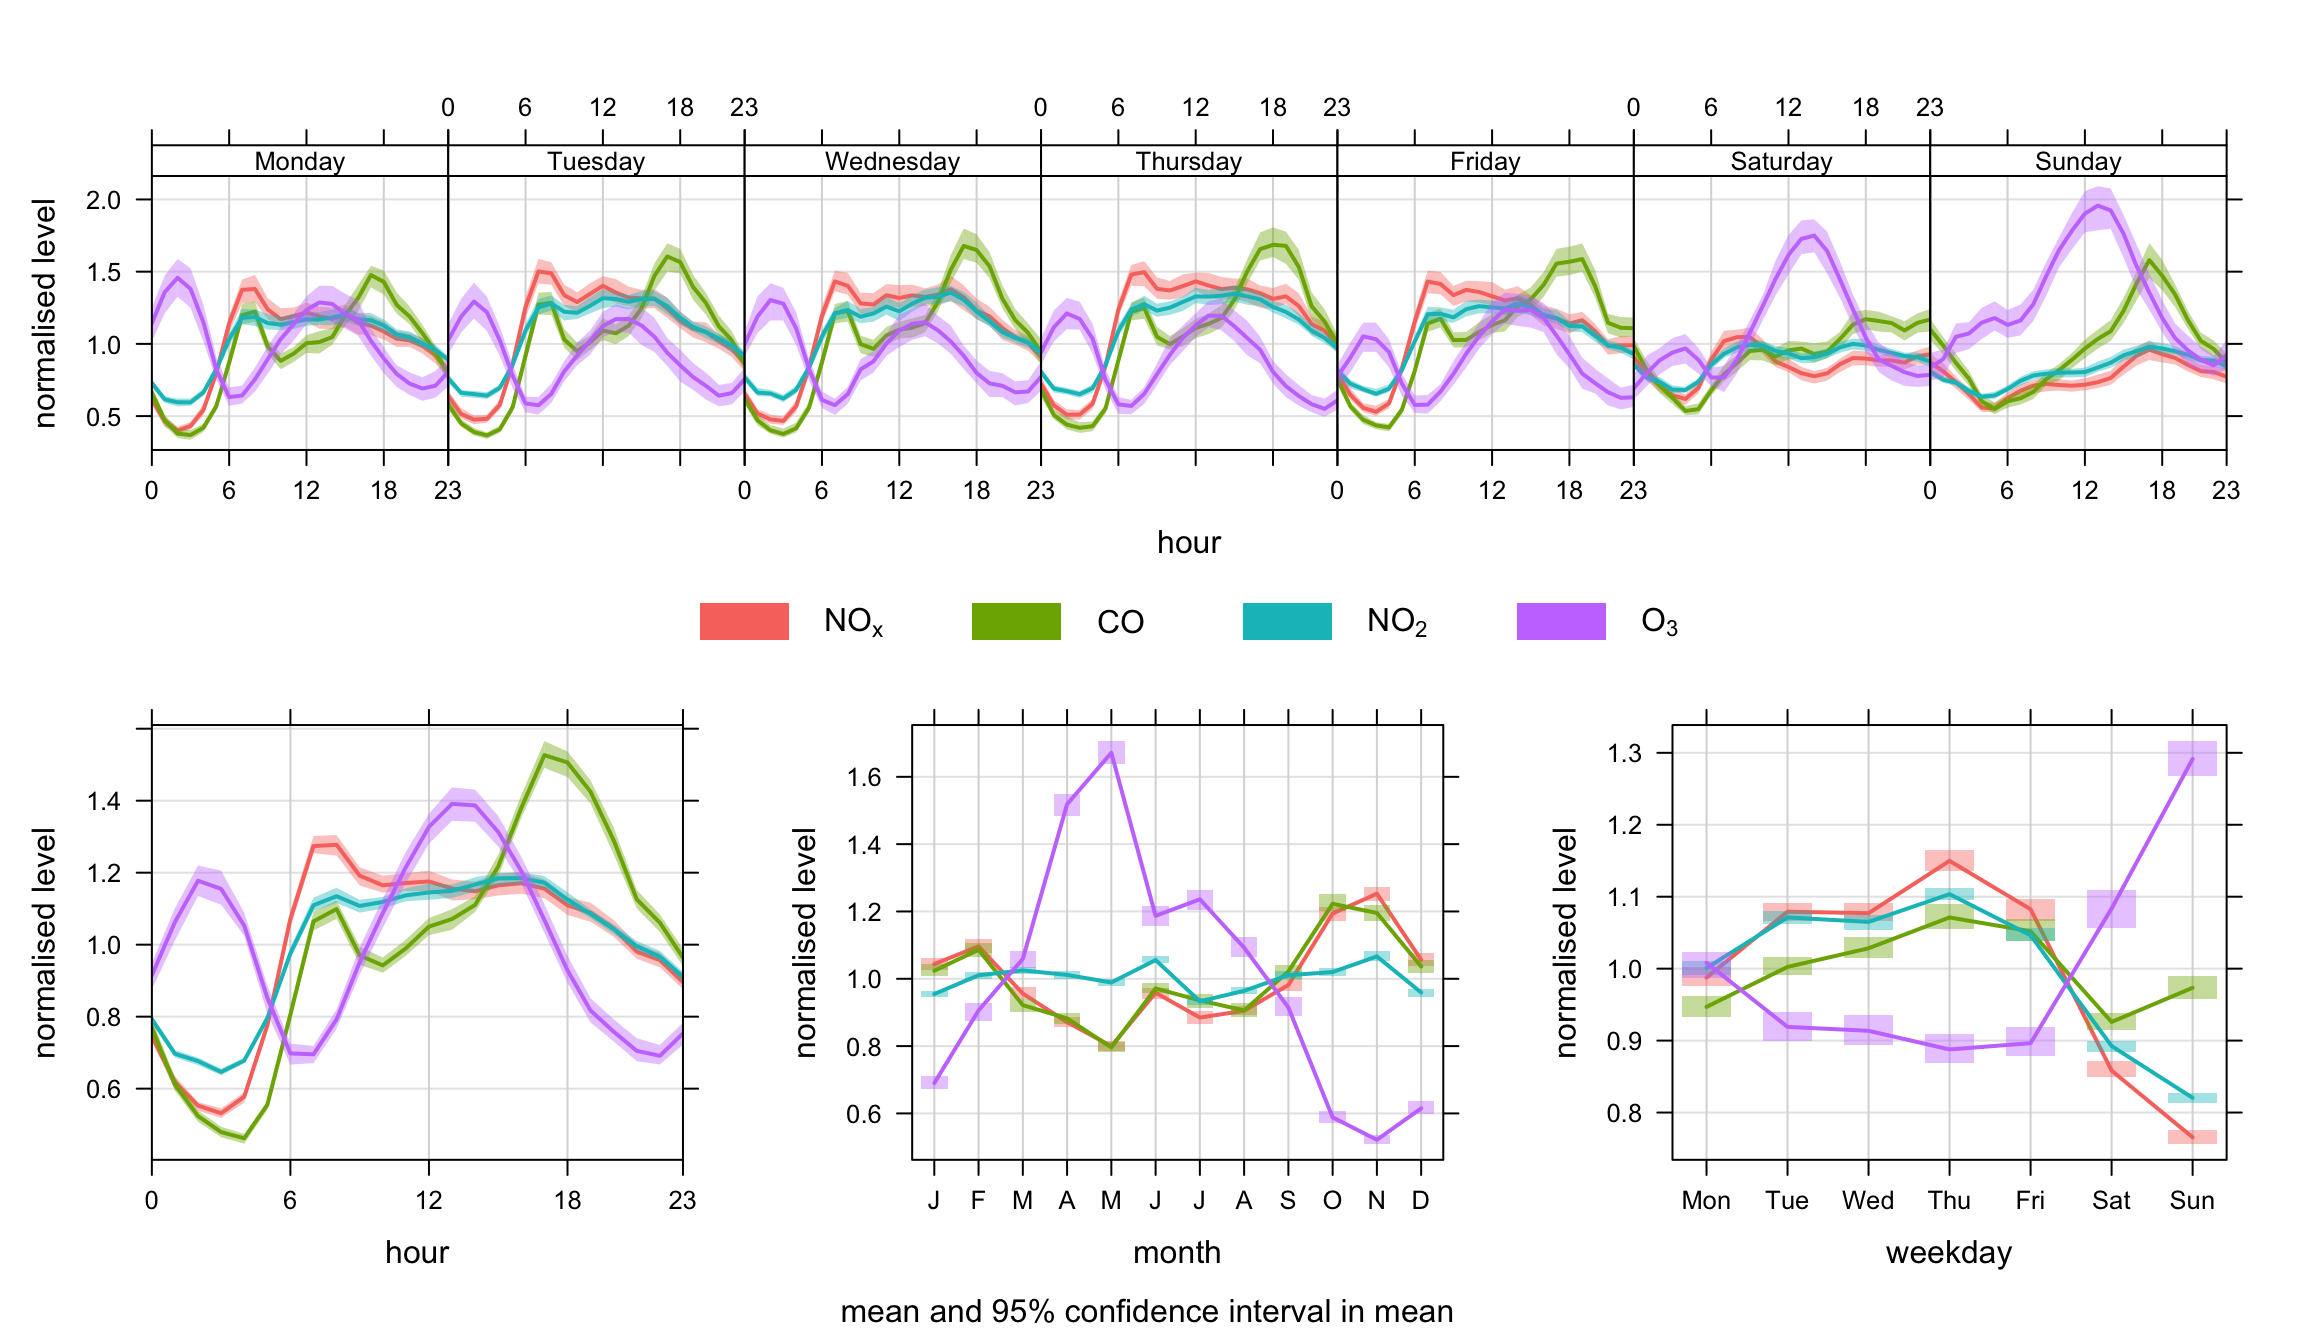 0 6 12 18 23 0 6 12 18 23 0 6 12 18 23
Monday Tuesday Wednesday Thursday Friday Saturday Sunday
normalised level
2.0
1.5
1.0
0.5
0 6 12 18 23 0 6 12 18 23 0 6 12 18 23 0 6 12 18 23
hour
NOₓ CO NO₂ O₃
normalised level
1.4
1.2
1.0
0.8
0.6
0 6 12 18 23
hour
normalised level
1.6
1.4
1.2
1.0
0.8
0.6
J F M A M J J A S O N D
month
normalised level
1.3
1.2
1.1
1.0
0.9
0.8
Mon Tue Wed Thu Fri Sat Sun
weekday
mean and 95% confidence interval in mean